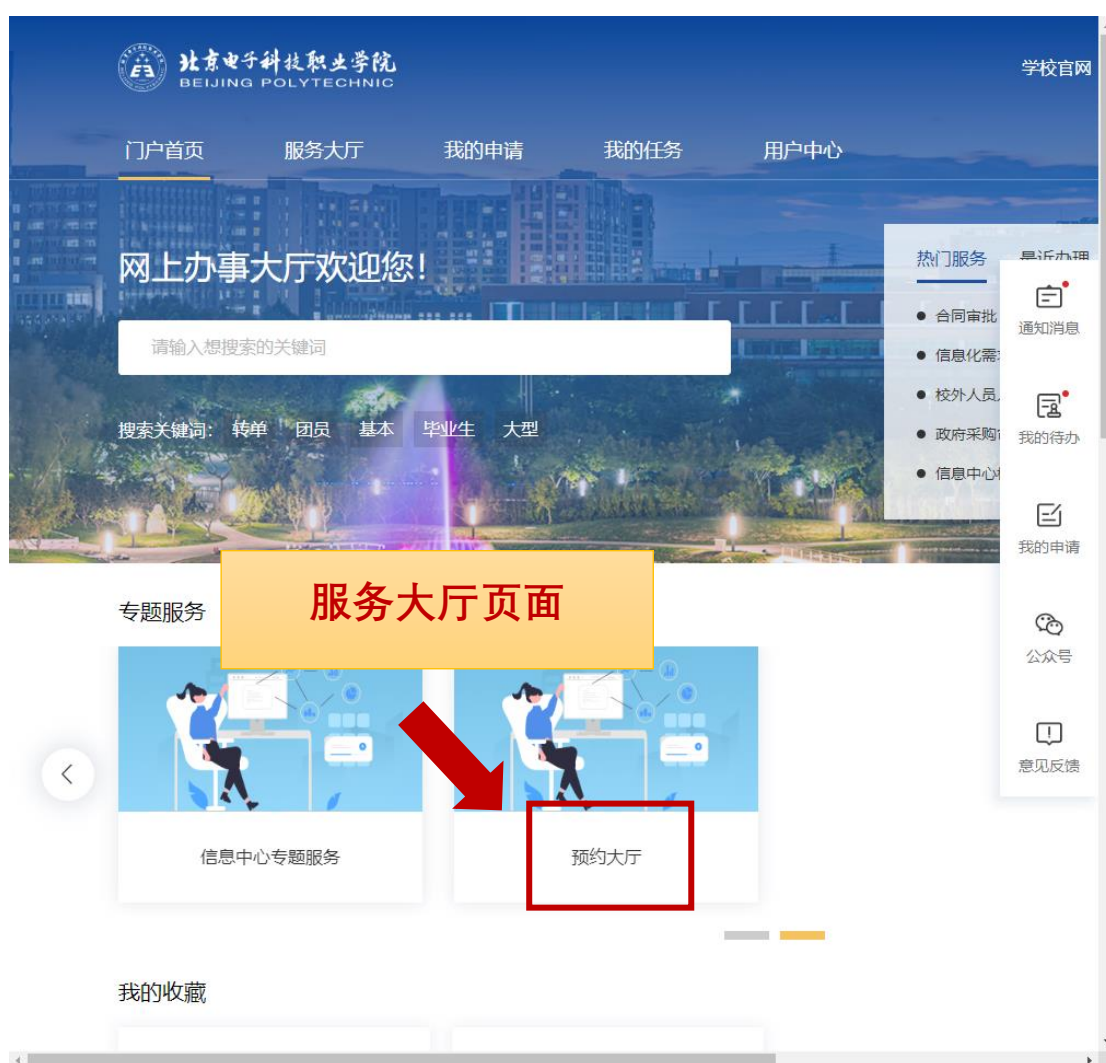 北京电子科技职业学院
BEIJING POLYTECHNIC
学校官网
门户首页 服务大厅 我的申请 我的任务 用户中心
网上办事大厅欢迎您!
请输入想搜索的关键词
搜索关键词: 转单 团员 基本 毕业生 大型
热门服务 最近办理
合同审批
信息化需
校外人员
政府采购
信息中心
通知消息
我的待办
我的申请
公众号
意见反馈
服务大厅页面
专题服务
信息中心专题服务
预约大厅
我的收藏